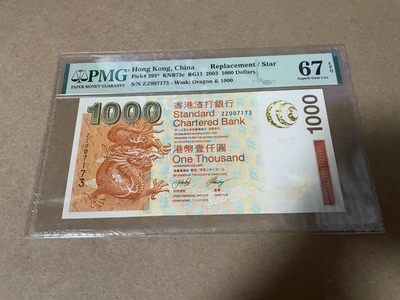 PMG
PAPER MONEY GUARANTY
Hong Kong, China Replacement / Star
Pick# 295* KNB73c RG11 2003 1000 Dollars
S/N ZZ007173 - Wmk: Dragon & 1000
67 EPQ
Superb Gem Unc
1000
香港渣打銀行
Standard
Chartered Bank
ZZ007173
港幣壹仟圓
One Thousand
ZZ007173
1000